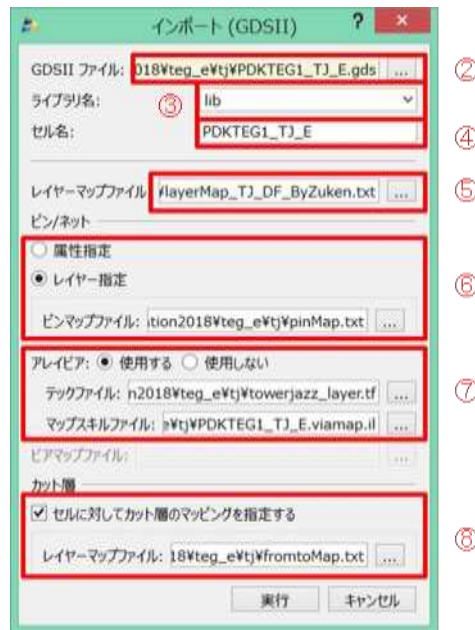 インポート (GDSII) ?
GDSII ファイル: 018¥teg_e¥tj¥PDKTEG1_TJ_E.gds ... ②
ライブラリ名: ③ lib
セル名: PDKTEG1_TJ_E ④
レイヤーマップファイル ¥layerMap_TJ_DF_ByZuken.txt ... ⑤
ピン/ネット
属性指定
レイヤー指定 ⑥
ピンマップファイル: ition2018¥teg_e¥tj¥pinMap.txt ...
アレイビア: 使用する 使用しない
テックファイル: n2018¥teg_e¥tj¥towerjazz_layer.tf ... ⑦
マップスキルファイル: e¥tj¥PDKTEG1_TJ_E.viamap.il ...
ビアマップファイル: ...
カット層
セルに対してカット層のマッピングを指定する
レイヤーマップファイル: 18¥teg_e¥tj¥fromtoMap.txt ... ⑧
実行 キャンセル